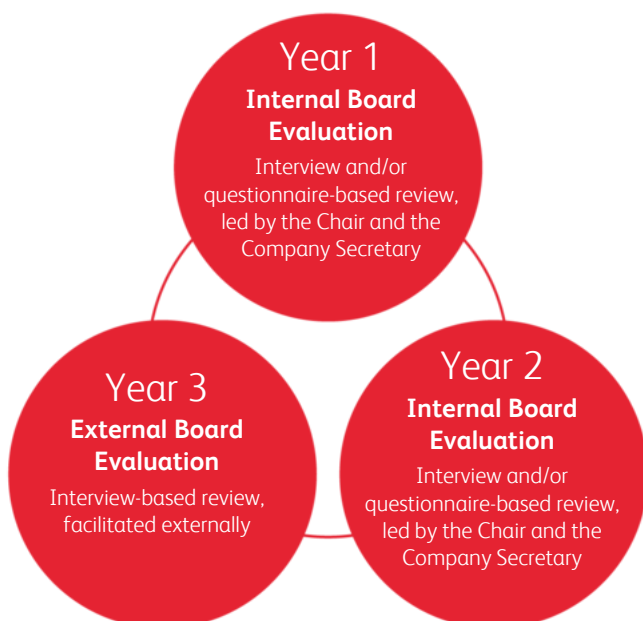 Year 1
Internal Board
Evaluation
Interview and/or
questionnaire-based review,
led by the Chair and the
Company Secretary
Year 2
Internal Board
Evaluation
Interview and/or
questionnaire-based review,
led by the Chair and the
Company Secretary
Year 3
External Board
Evaluation
Interview-based review,
facilitated externally